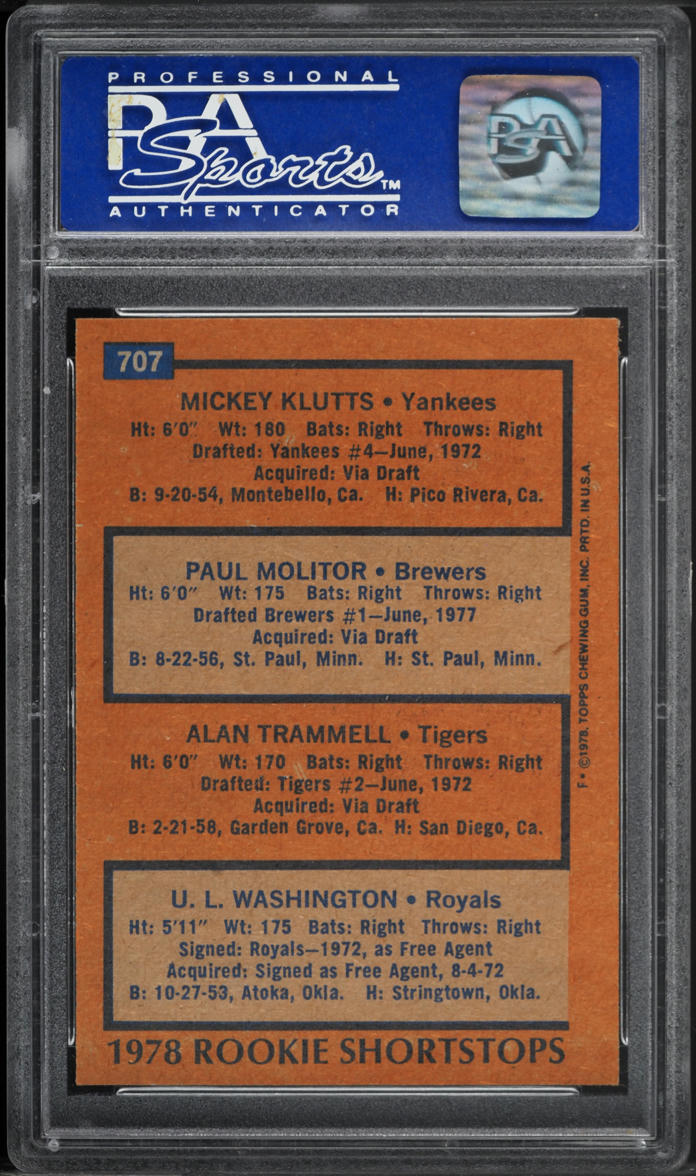 PROFESSIONAL
PSA
Sports™
AUTHENTICATOR
PSA
707
MICKEY KLUTTS • Yankees
Ht: 6'0" Wt: 180 Bats: Right Throws: Right
Drafted: Yankees #4—June, 1972
Acquired: Via Draft
B: 9-20-54, Montebello, Ca. H: Pico Rivera, Ca.
PAUL MOLITOR • Brewers
Ht: 6'0" Wt: 175 Bats: Right Throws: Right
Drafted Brewers #1—June, 1977
Acquired: Via Draft
B: 8-22-56, St. Paul, Minn. H: St. Paul, Minn.
ALAN TRAMMELL • Tigers
Ht: 6'0" Wt: 170 Bats: Right Throws: Right
Drafted: Tigers #2—June, 1972
Acquired: Via Draft
B: 2-21-58, Garden Grove, Ca. H: San Diego, Ca.
U. L. WASHINGTON • Royals
Ht: 5'11" Wt: 175 Bats: Right Throws: Right
Signed: Royals—1972, as Free Agent
Acquired: Signed as Free Agent, 8-4-72
B: 10-27-53, Atoka, Okla. H: Stringtown, Okla.
1978 ROOKIE SHORTSTOPS
F • ©1978, TOPPS CHEWING GUM, INC. PRTD. IN U.S.A.